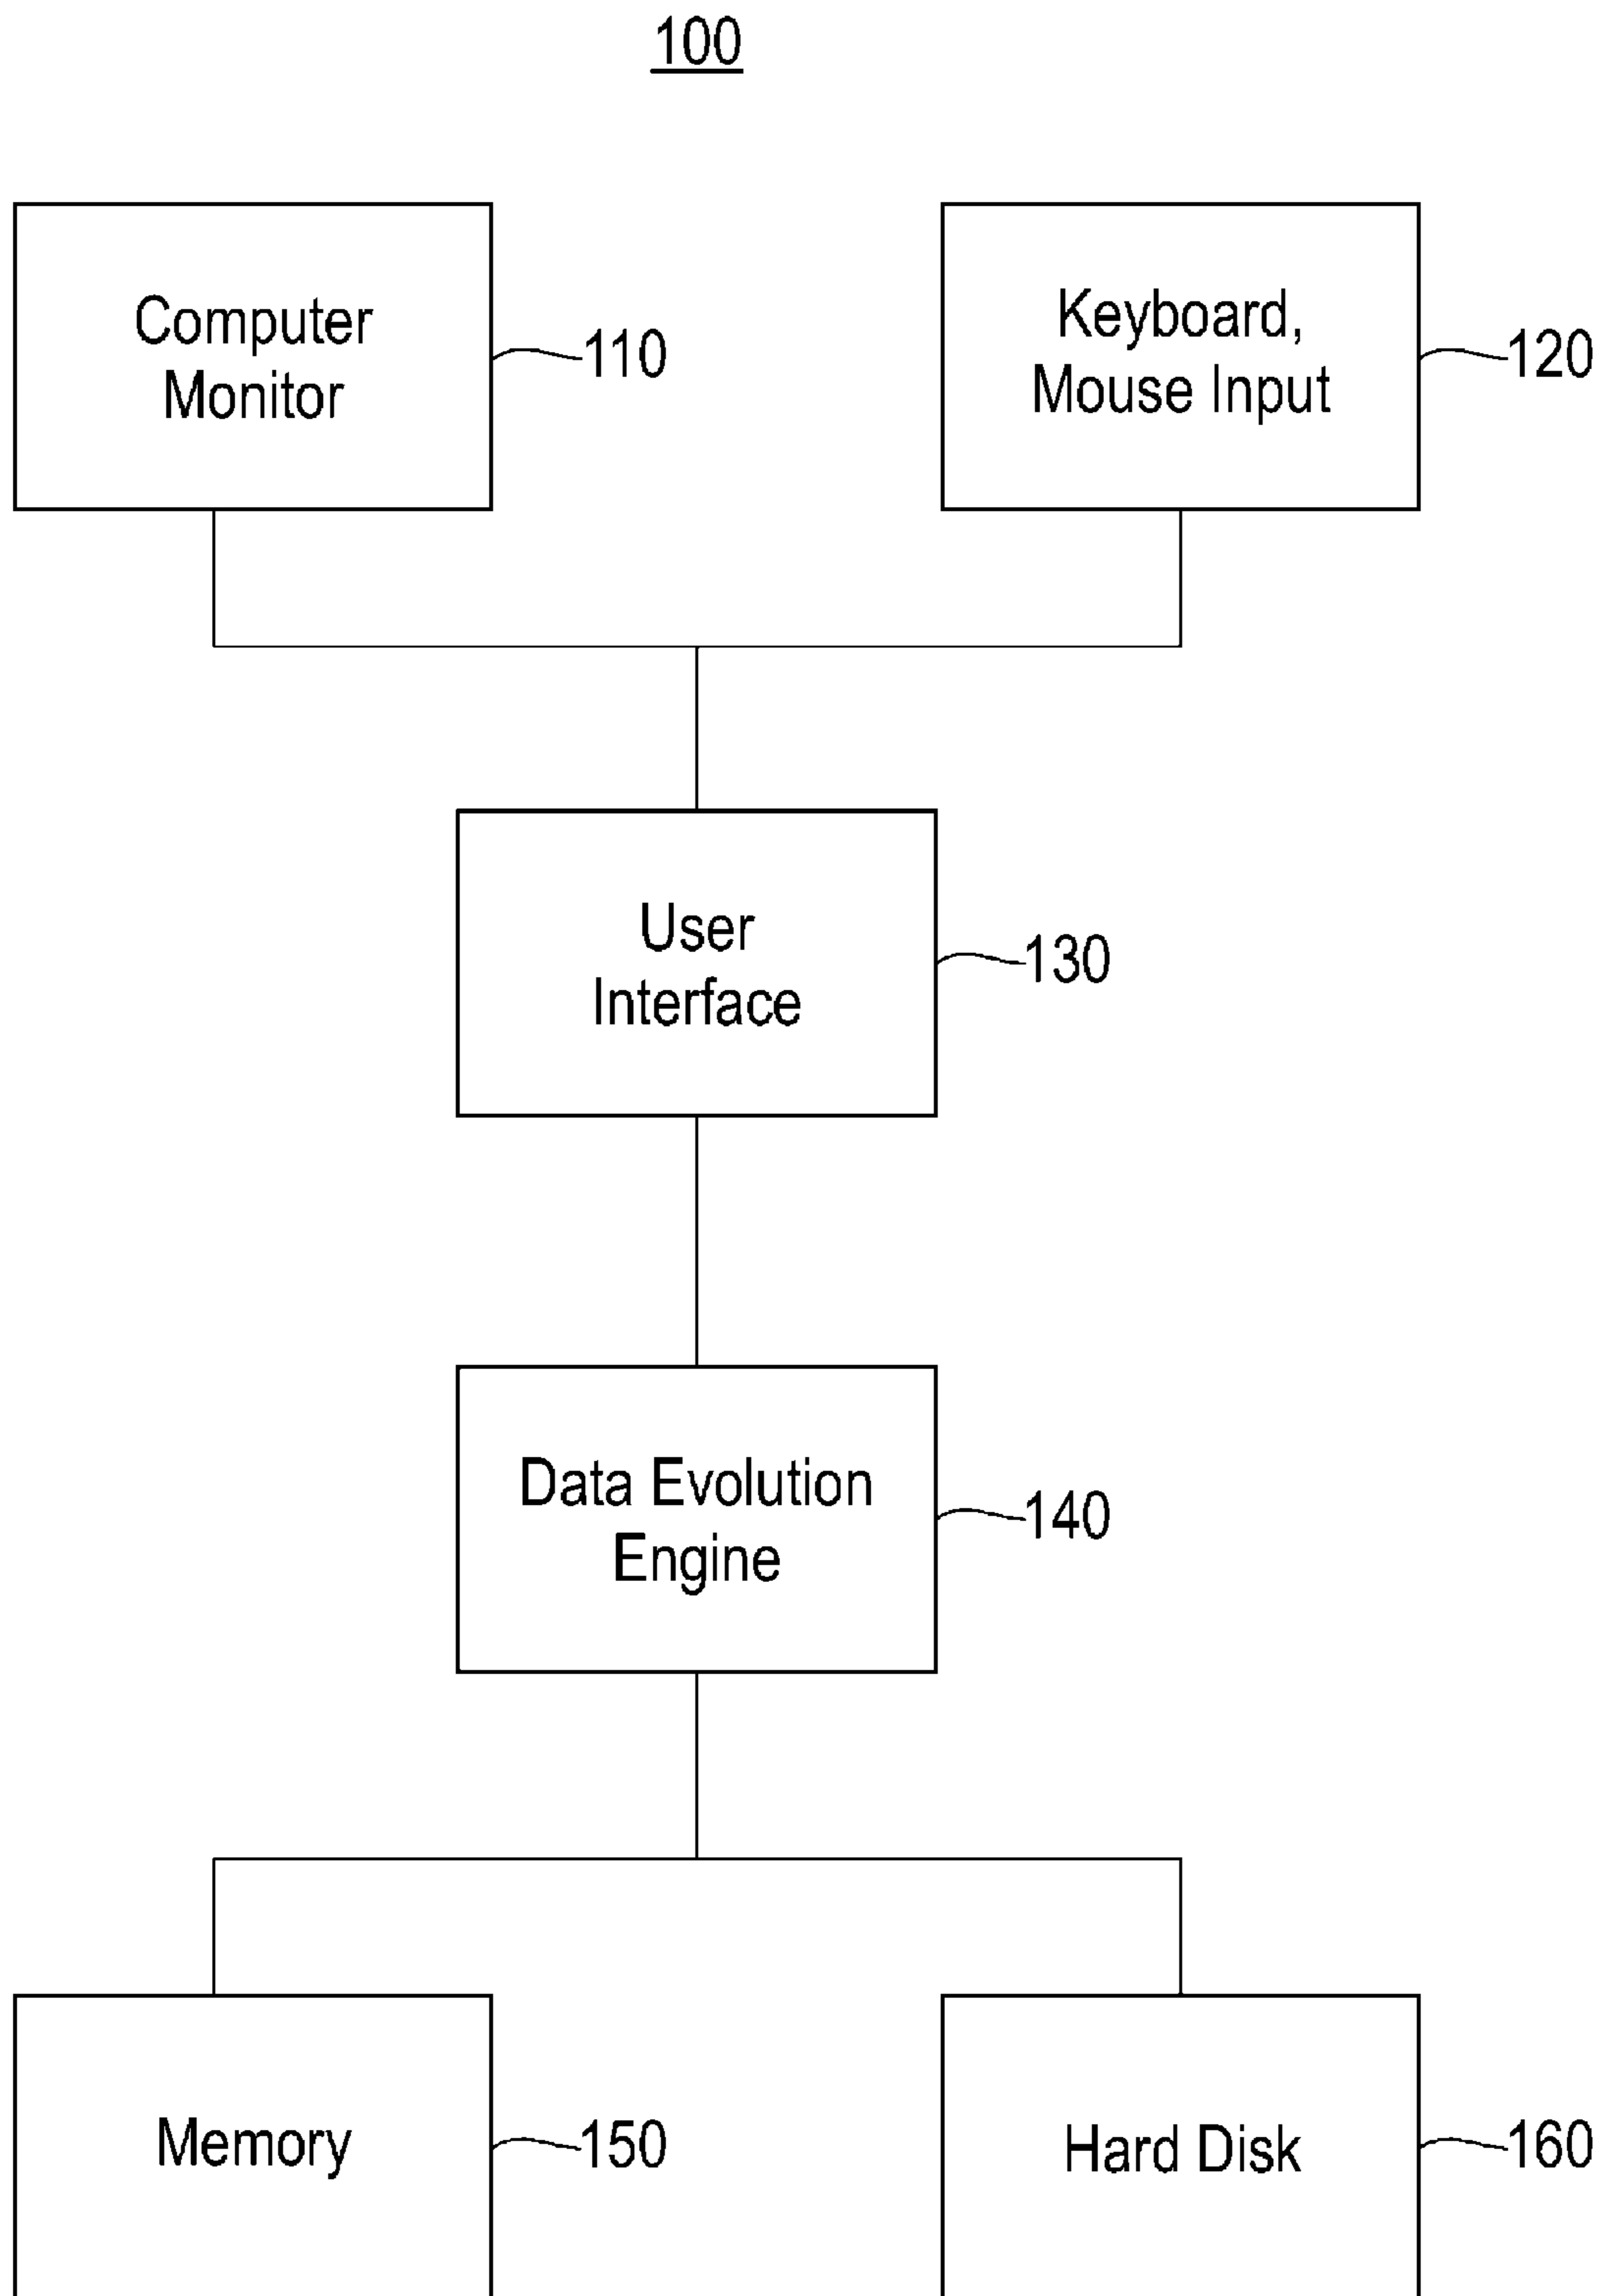 100
Computer
Monitor
110
Keyboard,
Mouse Input
120
User
Interface
130
Data Evolution
Engine
140
Memory
150
Hard Disk
160